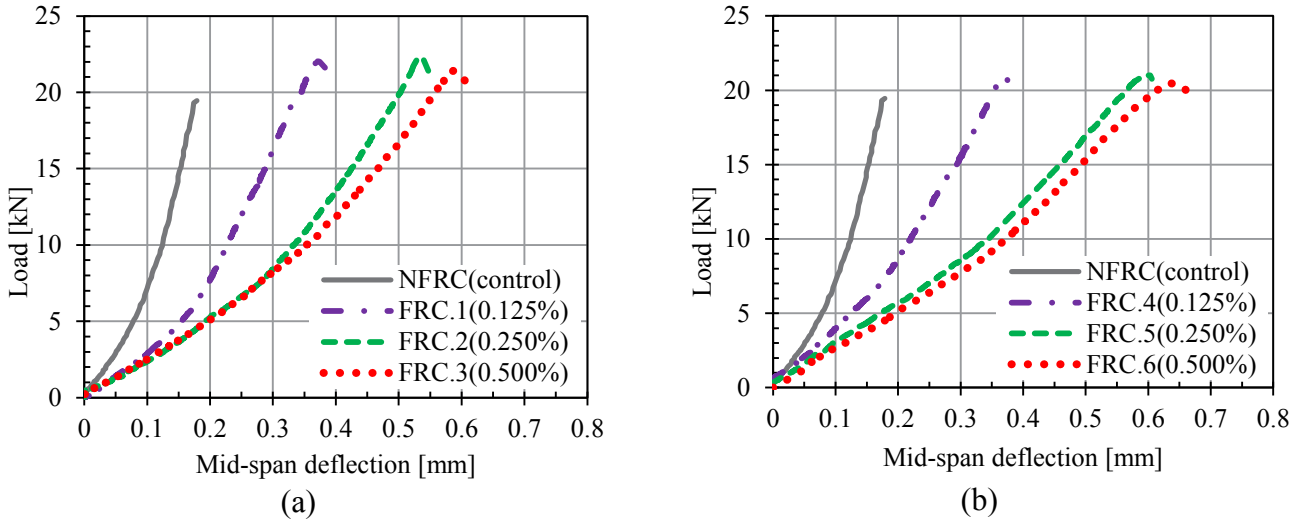 25
20
15
10
5
0
Load [kN]
NFRC(control)
FRC.1(0.125%)
FRC.2(0.250%)
FRC.3(0.500%)
0 0.1 0.2 0.3 0.4 0.5 0.6 0.7 0.8
Mid-span deflection [mm]
(a)
25
20
15
10
5
0
Load [kN]
NFRC(control)
FRC.4(0.125%)
FRC.5(0.250%)
FRC.6(0.500%)
0 0.1 0.2 0.3 0.4 0.5 0.6 0.7 0.8
Mid-span deflection [mm]
(b)